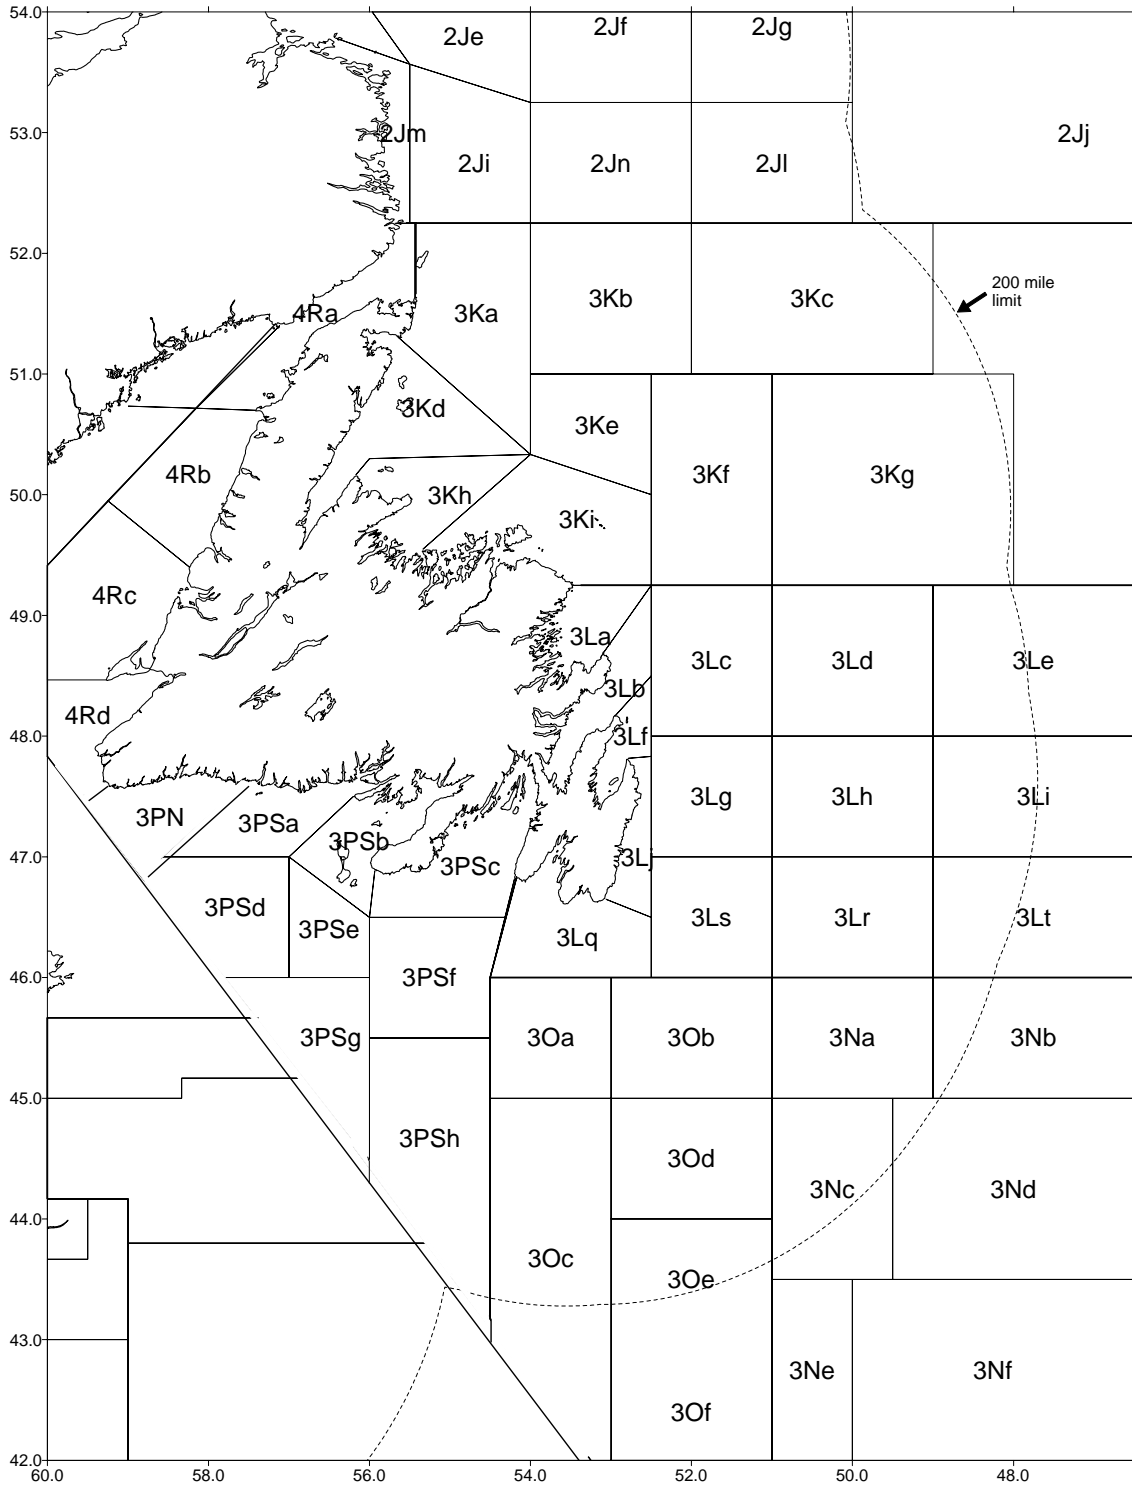 54.0
2Je
2Jf
2Jg
53.0
2Jm
2Ji
2Jn
2Jl
2Jj
52.0
4Ra
3Ka
3Kb
3Kc
200 mile
limit
51.0
3Kd
3Ke
50.0
4Rb
3Kh
3Ki
3Kf
3Kg
49.0
4Rc
3La
3Lb
3Lc
3Ld
3Le
48.0
4Rd
3Lf
3PN
3PSa
3PSb
3PSc
3Lg
3Lh
3Li
47.0
3Lj
3PSd
3PSe
3Lq
3Ls
3Lr
3Lt
46.0
3PSf
3PSg
3Oa
3Ob
3Na
3Nb
45.0
3PSh
3Od
3Nc
3Nd
44.0
3Oc
3Oe
43.0
3Ne
3Nf
3Of
42.0
60.0 58.0 56.0 54.0 52.0 50.0 48.0